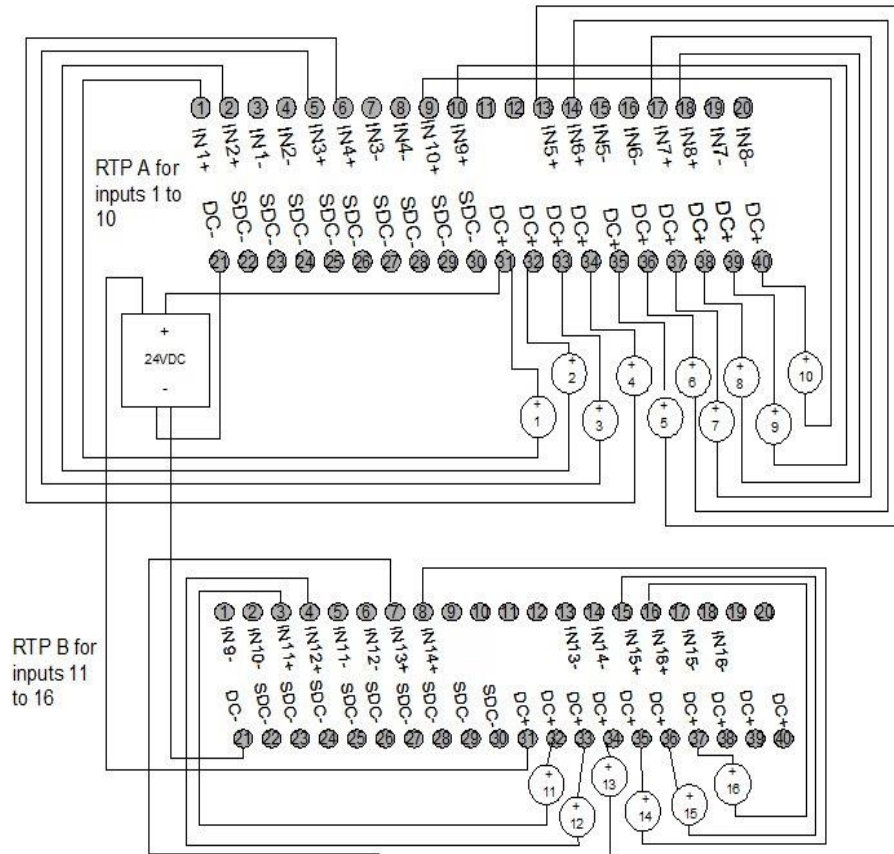 1 2 3 4 5 6 7 8 9 10 11 12 13 14 15 16 17 18 19 20
IN1+ IN2+ IN1- IN2- IN3+ IN4+ IN3- IN4- IN10+ IN9+ IN5+ IN6+ IN5- IN6- IN7+ IN8+ IN7- IN8-
RTP A for
inputs 1 to
10
DC- SDC- SDC- SDC- SDC- SDC- SDC- SDC- SDC- SDC- DC+ DC+ DC+ DC+ DC+ DC+ DC+ DC+ DC+ DC+
21 22 23 24 25 26 27 28 29 30 31 32 33 34 35 36 37 38 39 40
+
24VDC
-
+ 1
+ 2
+ 3
+ 4
+ 5
+ 6
+ 7
+ 8
+ 9
+ 10
1 2 3 4 5 6 7 8 9 10 11 12 13 14 15 16 17 18 19 20
IN9- IN10- IN11+ IN12+ IN11- IN12- IN13+ IN14+ IN13- IN14- IN15+ IN16+ IN15- IN16-
RTP B for
inputs 11
to 16
DC- SDC- SDC- SDC- SDC- SDC- SDC- SDC- SDC- SDC- DC+ DC+ DC+ DC+ DC+ DC+ DC+ DC+ DC+ DC+
21 22 23 24 25 26 27 28 29 30 31 32 33 34 35 36 37 38 39 40
+ 11
+ 12
+ 13
+ 14
+ 15
+ 16